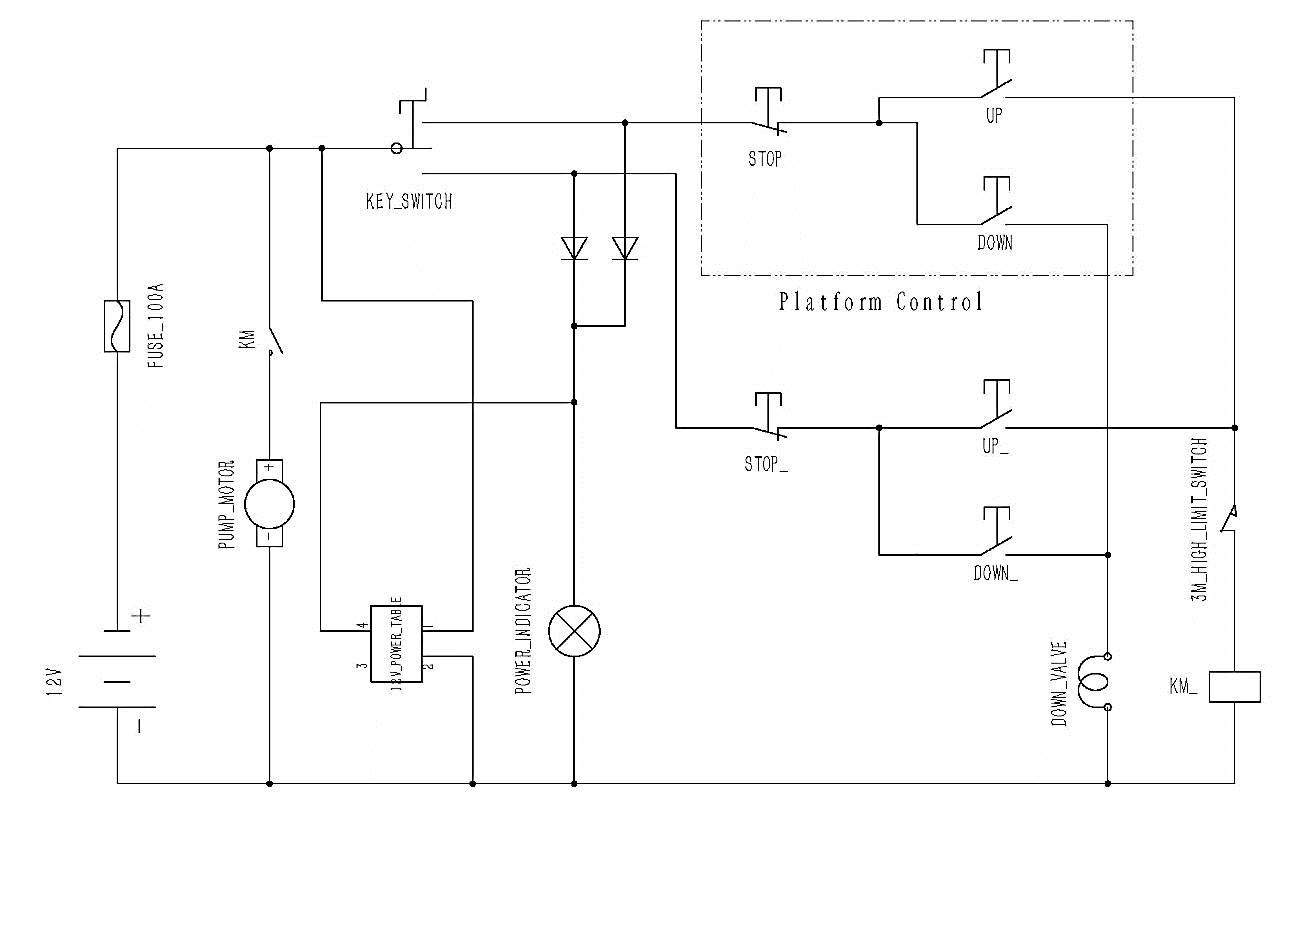 UP
STOP
KEY_SWITCH
DOWN
Platform Control
FUSE_100A
KM
UP_
STOP_
3M_HIGH_LIMIT_SWITCH
PUMP_MOTOR
+
-
DOWN_
12V_POWER_TABLE
4
1
3
2
POWER_INDICATOR
+
12V
-
DOWN_VALVE
KM_